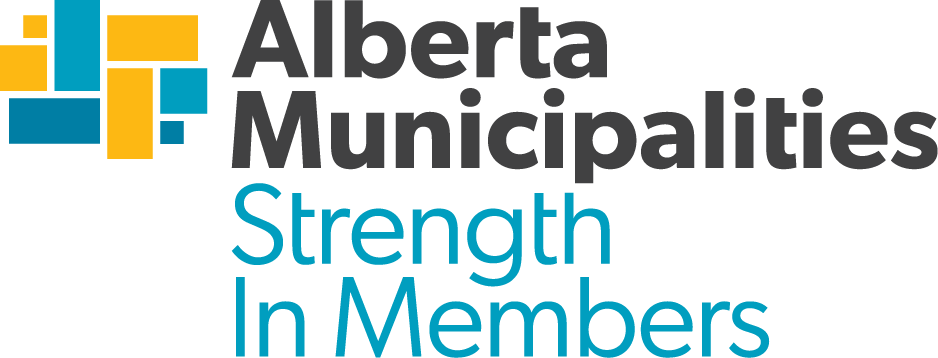 Alberta
Municipalities
Strength
In Members